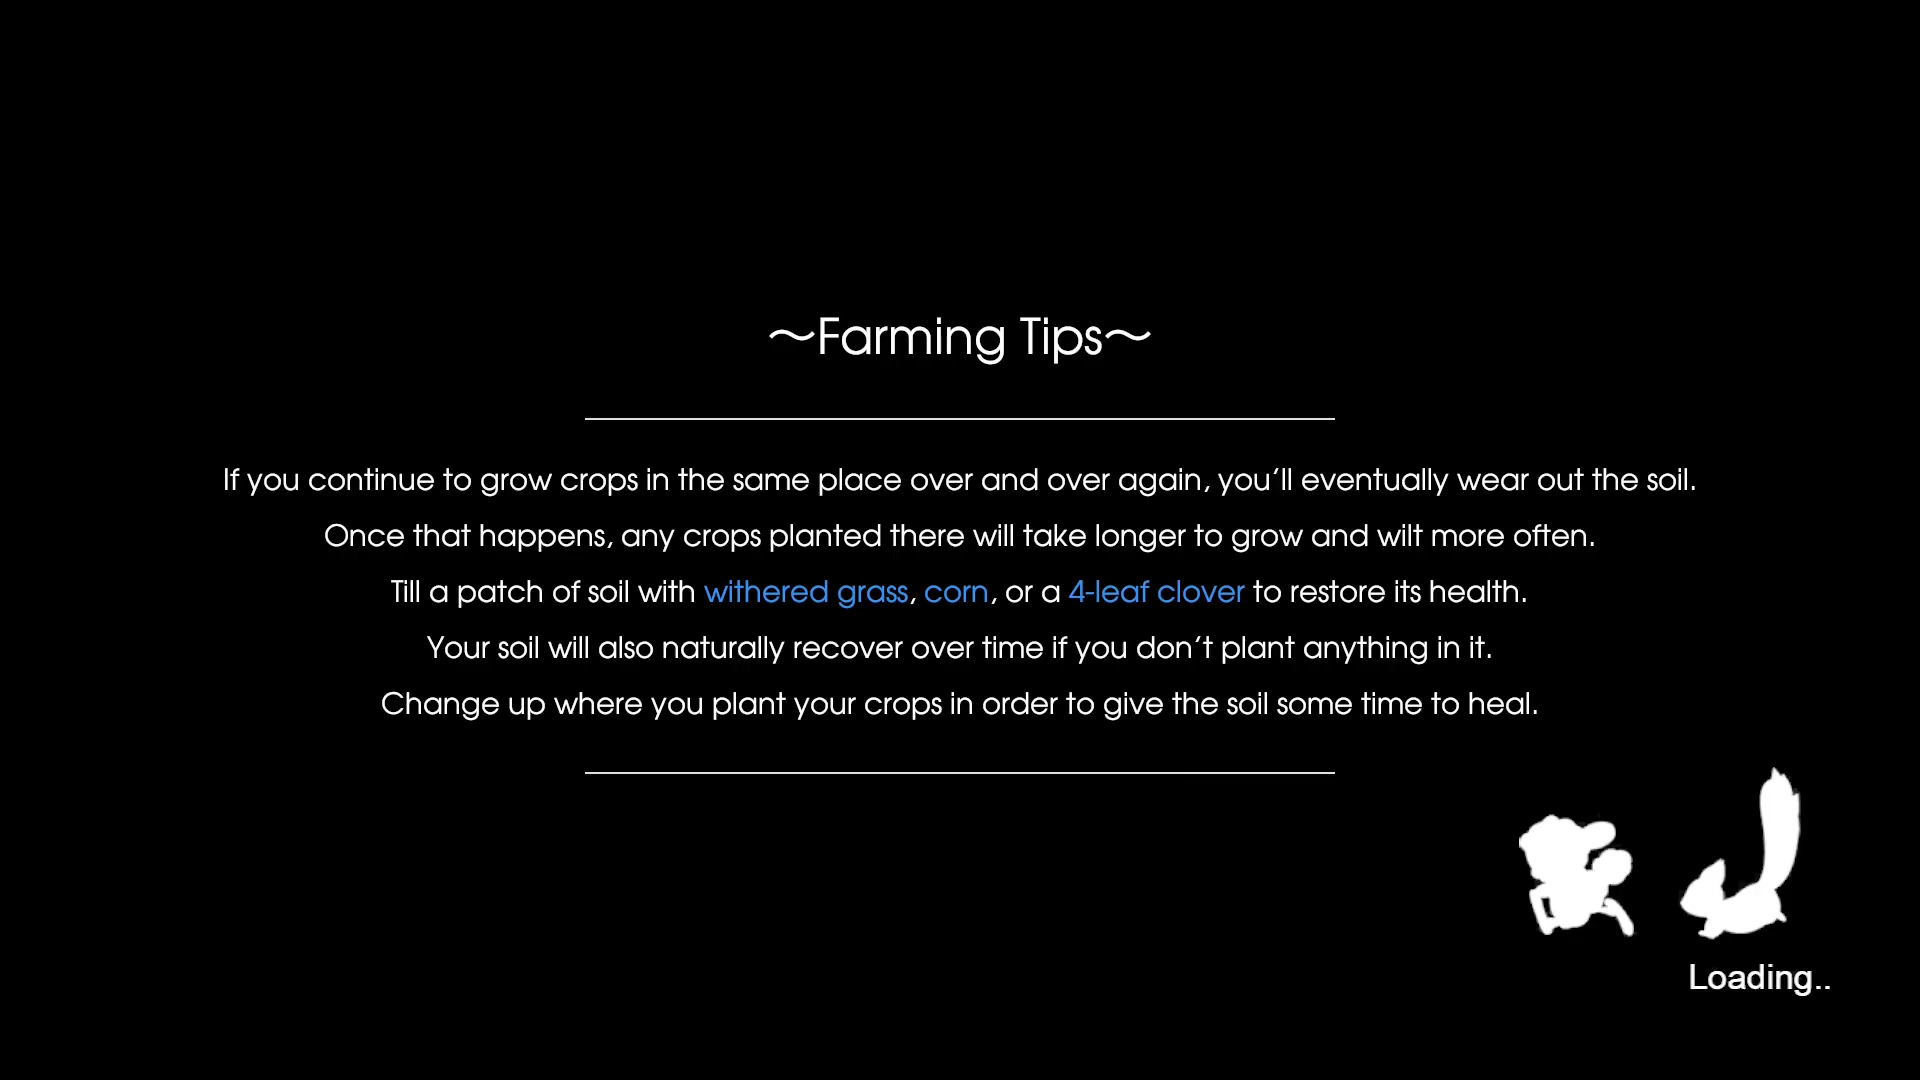 ～Farming Tips～
If you continue to grow crops in the same place over and over again, you’ll eventually wear out the soil.
Once that happens, any crops planted there will take longer to grow and wilt more often.
Till a patch of soil with withered grass, corn, or a 4-leaf clover to restore its health.
Your soil will also naturally recover over time if you don’t plant anything in it.
Change up where you plant your crops in order to give the soil some time to heal.
Loading..